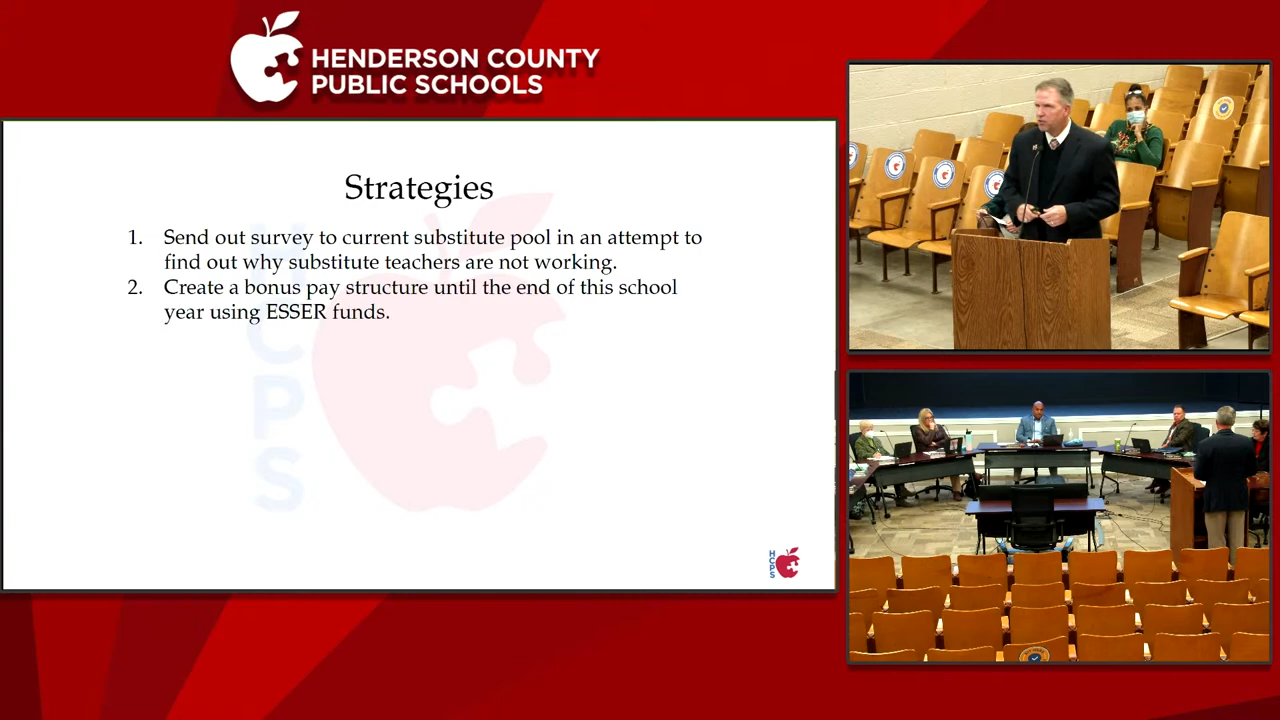 HENDERSON COUNTY
PUBLIC SCHOOLS
Strategies
1. Send out survey to current substitute pool in an attempt to
find out why substitute teachers are not working.
2. Create a bonus pay structure until the end of this school
year using ESSER funds.
HCPS
HCPS